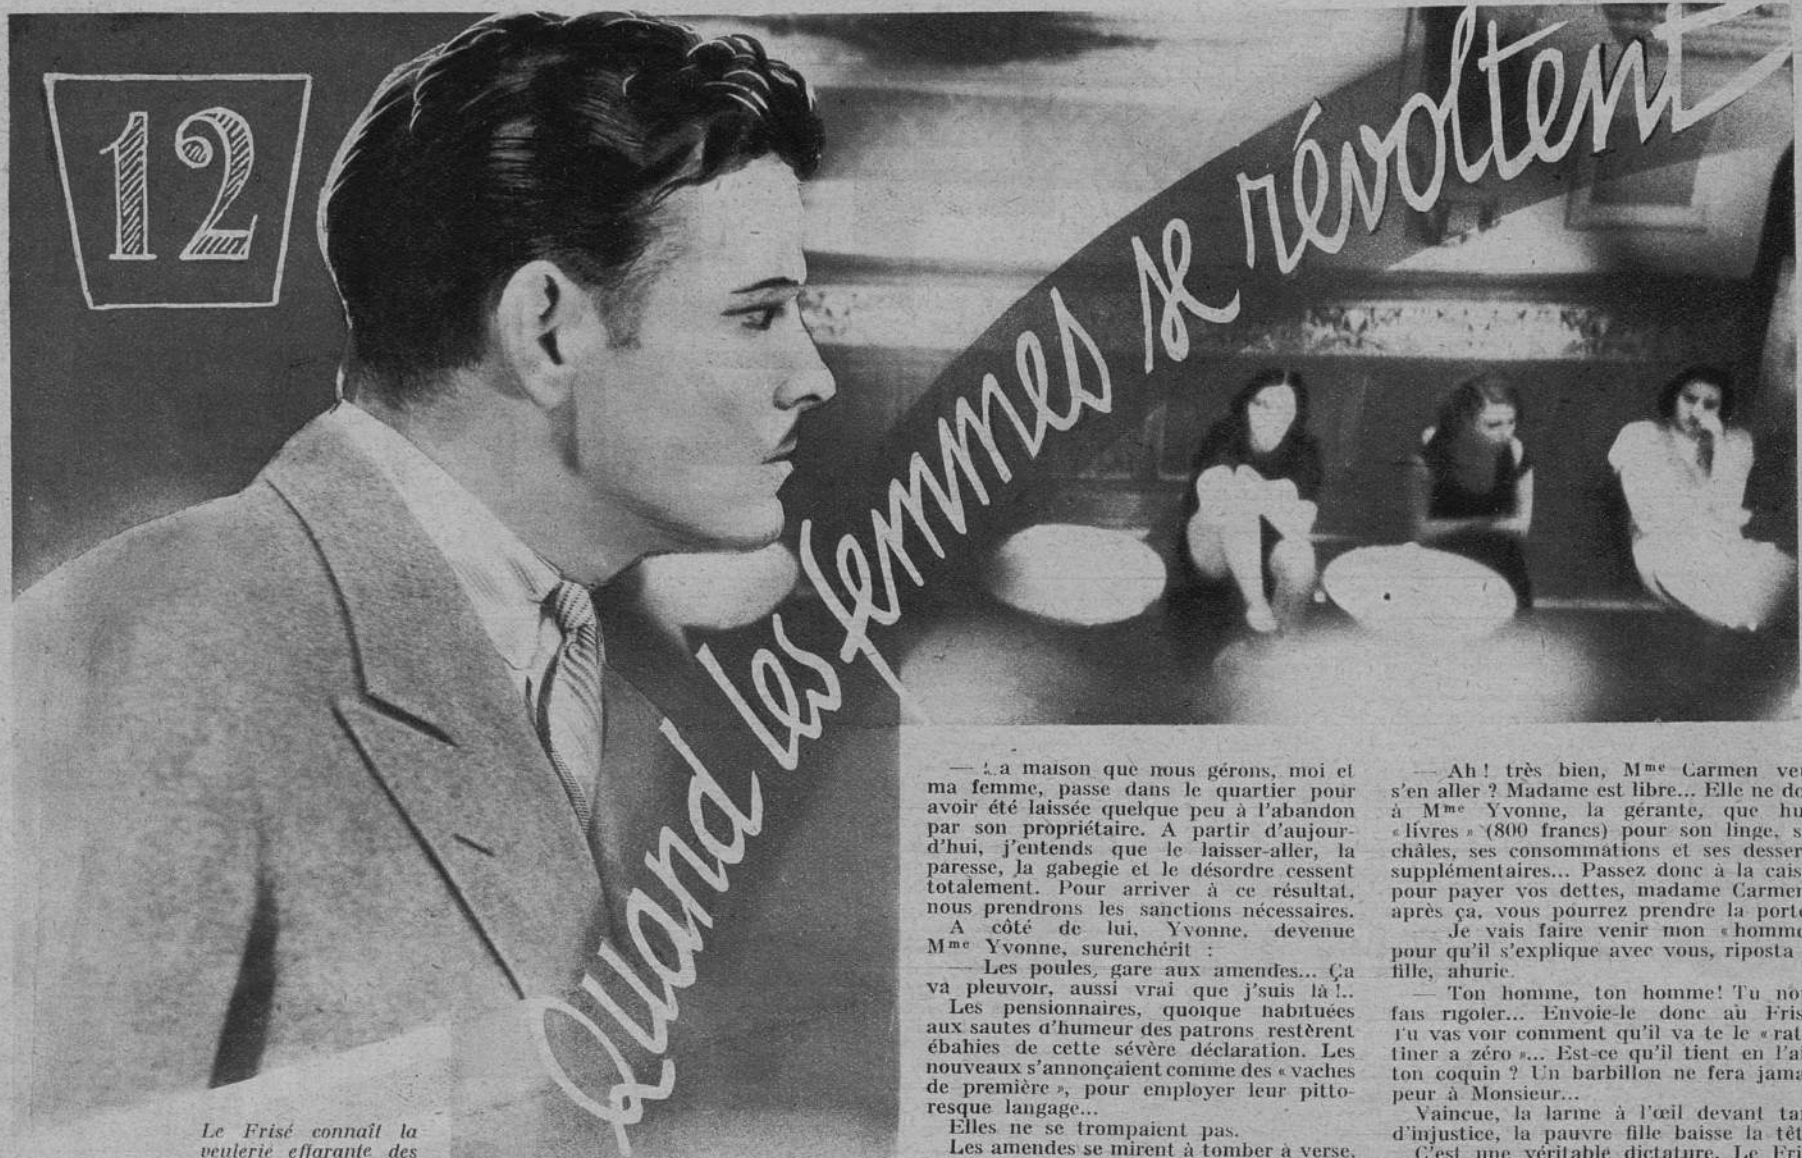 12
Quand les femmes se révoltent
Le Frisé connaît la
veulerie effarante des
— La maison que nous gérons, moi et
ma femme, passe dans le quartier pour
avoir été laissée quelque peu à l'abandon
par son propriétaire. A partir d'aujour-
d'hui, j'entends que le laisser-aller, la
paresse, la gabegie et le désordre cessent
totalement. Pour arriver à ce résultat,
nous prendrons les sanctions nécessaires.
A côté de lui, Yvonne, devenue
Mme Yvonne, surenchérit :
— Les poules, gare aux amendes... Ça
va pleuvoir, aussi vrai que j'suis là !..
Les pensionnaires, quoique habituées
aux sautes d'humeur des patrons restèrent
ébahies de cette sévère déclaration. Les
nouveaux s'annonçaient comme des « vaches
de première », pour employer leur pitto-
resque langage...
Elles ne se trompaient pas.
Les amendes se mirent à tomber à verse,
— Ah ! très bien, Mme Carmen
s'en aller ? Madame est libre... Elle ne
à Mme Yvonne, la gérante, que
« livres » (800 francs) pour son linge,
châles, ses consommations et ses
supplémentaires... Passez donc à la
pour payer vos dettes, madame Carmen
après ça, vous pourrez prendre la
— Je vais faire venir mon « homme
pour qu'il s'explique avec vous, riposta
fille, ahurie.
— Ton homme, ton homme! Tu
fais rigoler... Envoie-le donc au
Tu vas voir comment qu'il va te le «
tiner a zéro »... Est-ce qu'il tient en
ton coquin ? Un barbillon ne fera
peur à Monsieur...
Vaincue, la larme à l'œil devant
d'injustice, la pauvre fille baisse la
C'est une véritable dictature. Le